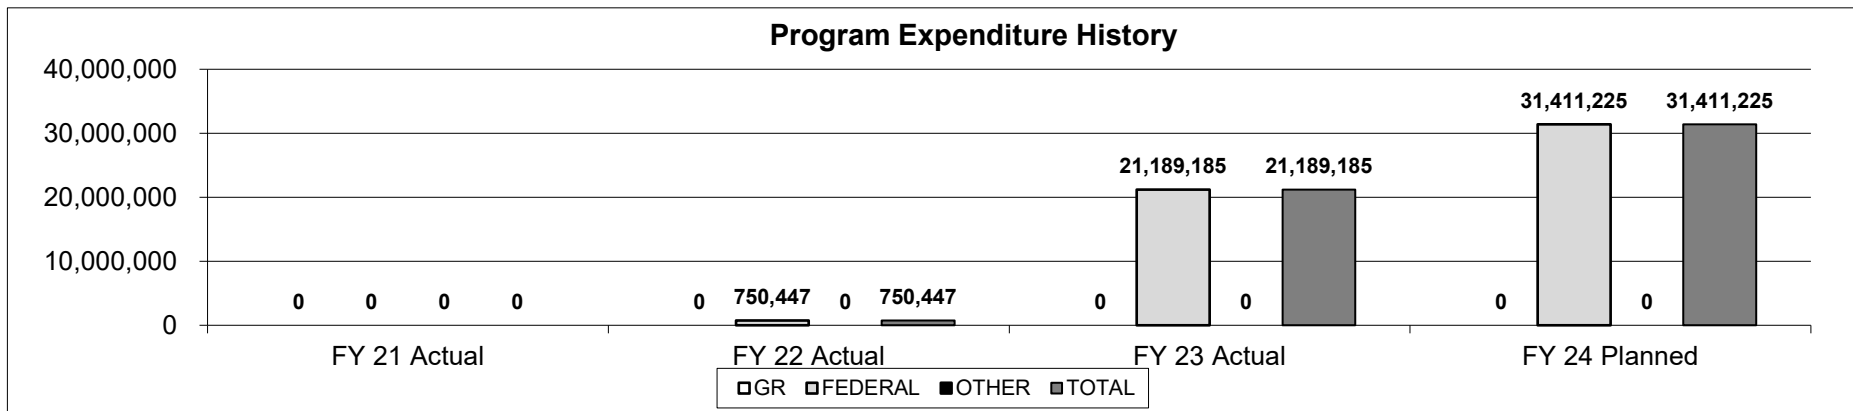 Program Expenditure History
40,000,000
30,000,000
20,000,000
10,000,000
0
0 0 0 0
0 750,447 0 750,447
0 21,189,185 0 21,189,185
0 31,411,225 0 31,411,225
FY 21 Actual FY 22 Actual FY 23 Actual FY 24 Planned
GR FEDERAL OTHER TOTAL